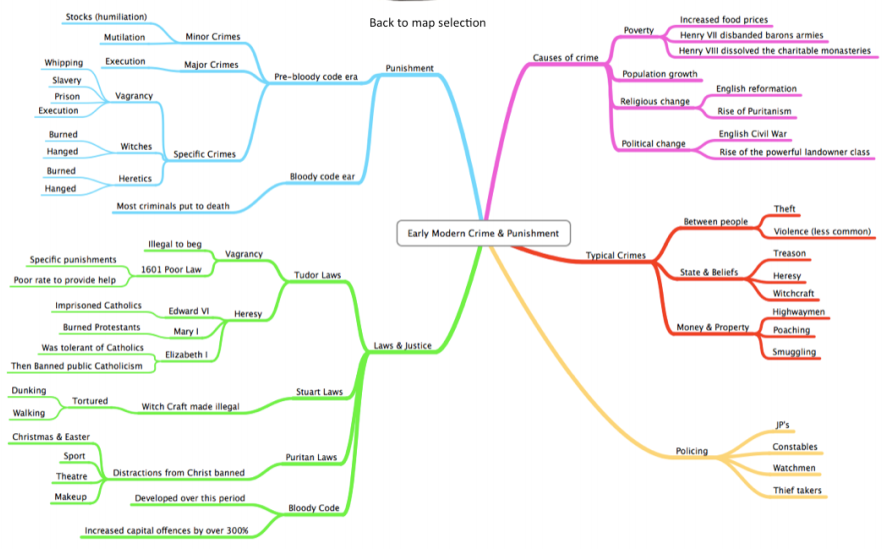 Back to map selection
Early Modern Crime & Punishment
Punishment
Pre-bloody code era
Minor Crimes
Stocks (humiliation)
Mutilation
Major Crimes
Execution
Specific Crimes
Vagrancy
Whipping
Slavery
Prison
Execution
Witches
Burned
Hanged
Heretics
Burned
Hanged
Bloody code ear
Most criminals put to death
Causes of crime
Poverty
Increased food prices
Henry VII disbanded barons armies
Henry VIII dissolved the charitable monasteries
Population growth
Religious change
English reformation
Rise of Puritanism
Political change
English Civil War
Rise of the powerful landowner class
Typical Crimes
Between people
Theft
Violence (less common)
State & Beliefs
Treason
Heresy
Witchcraft
Money & Property
Highwaymen
Poaching
Smuggling
Policing
JP's
Constables
Watchmen
Thief takers
Laws & Justice
Tudor Laws
Vagrancy
Illegal to beg
1601 Poor Law
Specific punishments
Poor rate to provide help
Heresy
Edward VI
Imprisoned Catholics
Mary I
Burned Protestants
Elizabeth I
Was tolerant of Catholics
Then Banned public Catholicism
Stuart Laws
Witch Craft made illegal
Tortured
Dunking
Walking
Puritan Laws
Distractions from Christ banned
Christmas & Easter
Sport
Theatre
Makeup
Bloody Code
Developed over this period
Increased capital offences by over 300%